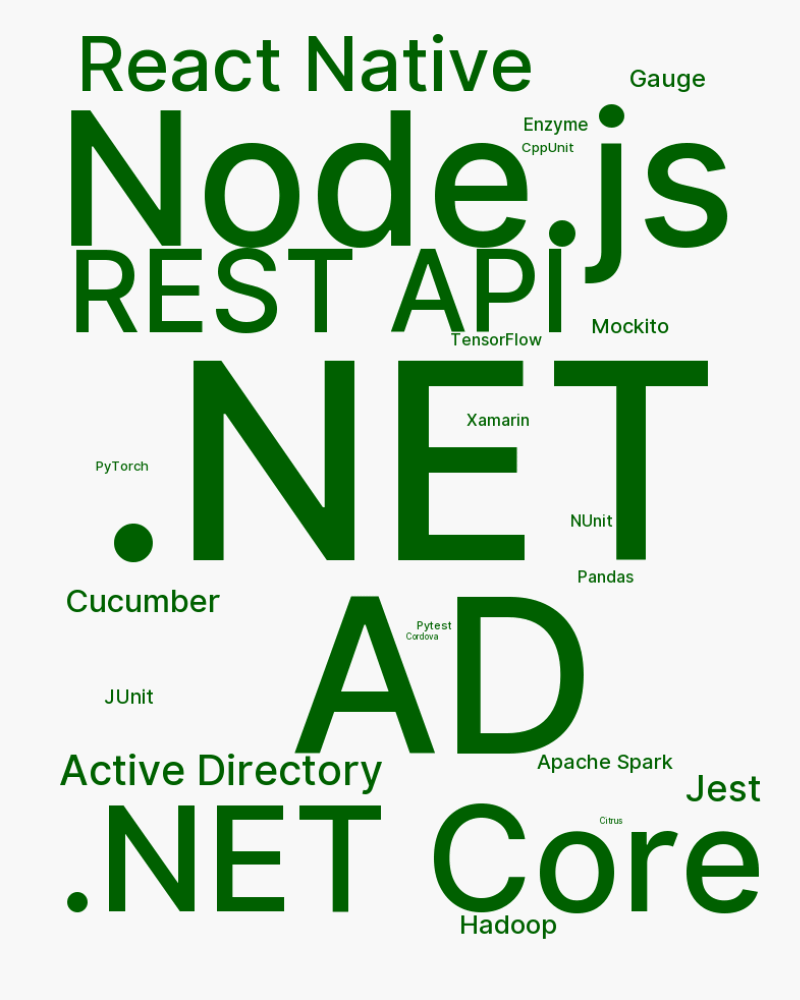 React Native
Gauge
Enzyme
Node.js
CppUnit
REST API
Mockito
TensorFlow
.NET
Xamarin
PyTorch
NUnit
Pandas
Cucumber
AD
Pytest
Cordova
JUnit
Apache Spark
Active Directory
Jest
Citrus
.NET Core
Hadoop